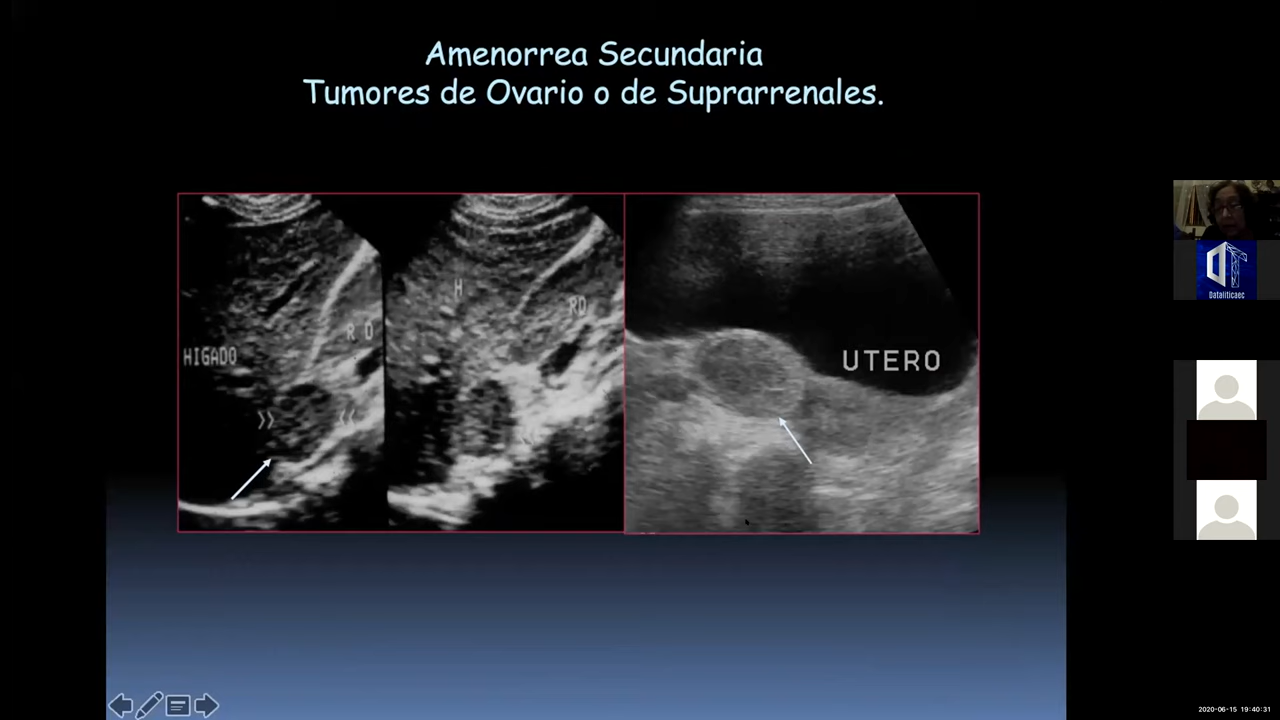 Amenorrea Secundaria
Tumores de Ovario o de Suprarrenales.
HIGADO
R D
H
RD
UTERO
Dataliticaec
2020-06-15 19:40:31